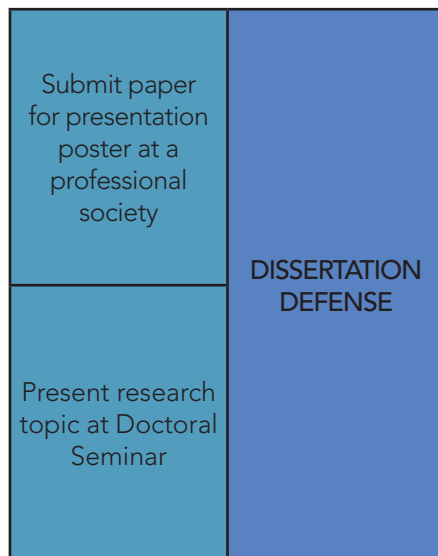 Submit paper
for presentation
poster at a
professional
society
DISSERTATION
DEFENSE
Present research
topic at Doctoral
Seminar